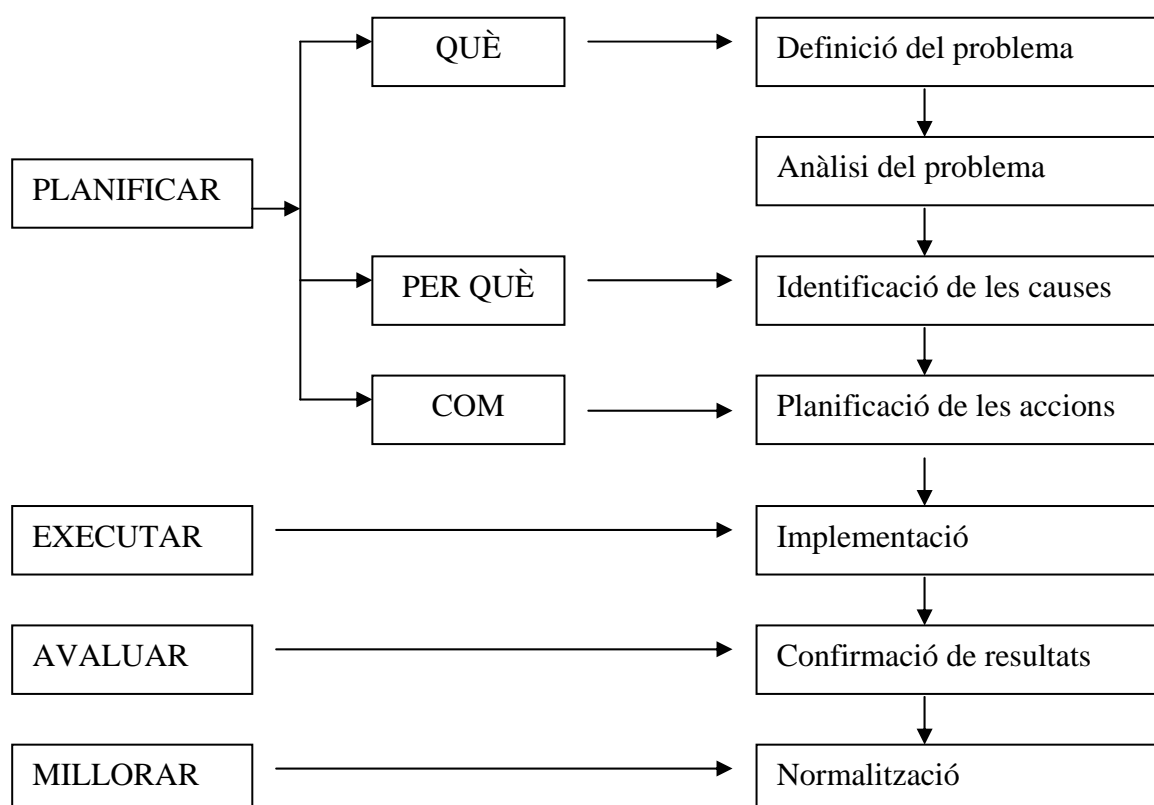 QUÈ
Definició del problema
Anàlisi del problema
PLANIFICAR
PER QUÈ
Identificació de les causes
COM
Planificació de les accions
EXECUTAR
Implementació
AVALUAR
Confirmació de resultats
MILLORAR
Normalització